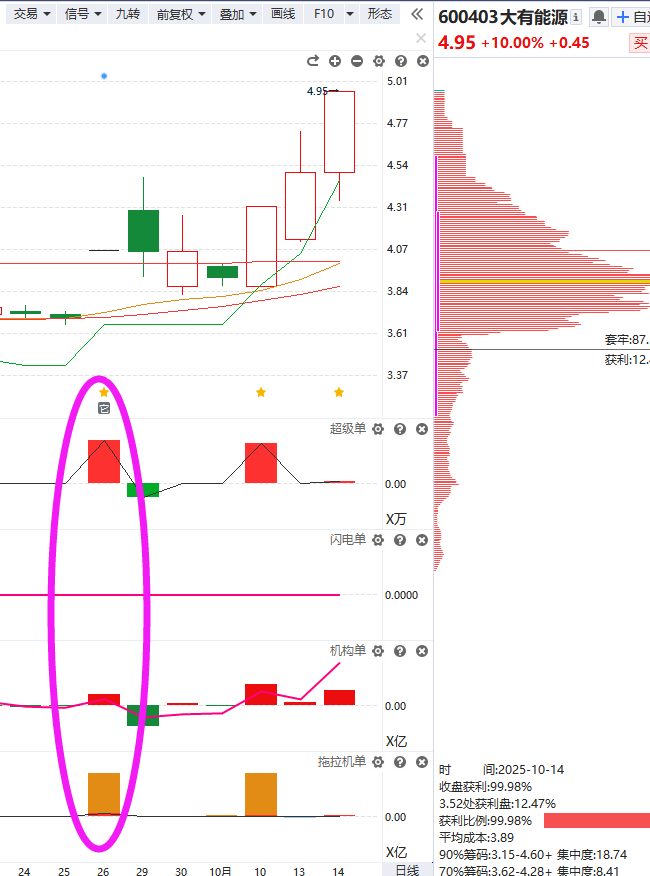 交易 信号 九转 前复权 叠加 画线 F10 形态
600403大有能源
4.95 +10.00% +0.45
买
5.01
4.95
4.77
4.54
4.31
4.07
3.84
3.61
3.37
套牢:87.
获利:12.
超级单
0.00
X万
闪电单
0.0000
机构单
0.00
X亿
拖拉机单
0.00
X亿
24 25 26 29 30 10月 10 13 14 日线
时 间:2025-10-14
收盘获利:99.98%
3.52处获利盘:12.47%
获利比例:99.98%
平均成本:3.89
90%筹码:3.15-4.60+ 集中度:18.74
70%筹码:3.62-4.28+ 集中度:8.41